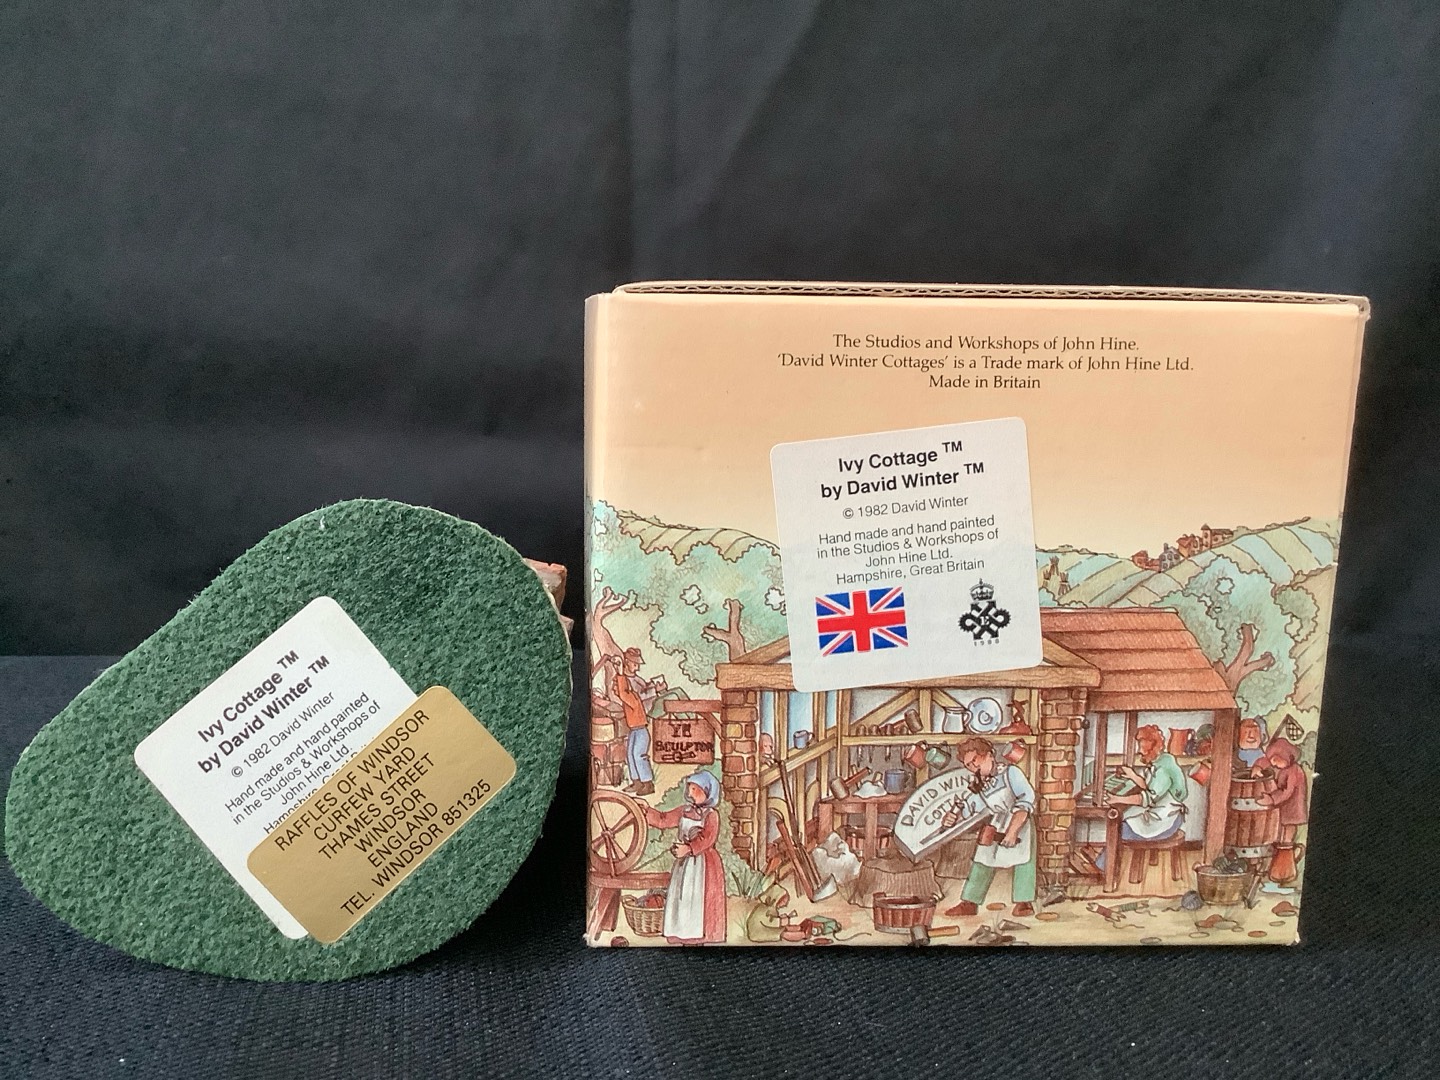 The Studios and Workshops of John Hine.
'David Winter Cottages' is a Trade mark of John Hine Ltd.
Made in Britain
Ivy Cottage ™
by David Winter ™
© 1982 David Winter
Hand made and hand painted
in the Studios & Workshops of
John Hine Ltd.
Hampshire, Great Britain
YE
SCULPTOR
DAVID WIN
COTT
Ivy Cottage ™
by David Winter ™
© 1982 David Winter
Hand made and hand painted
in the Studios & Workshops of
John Hine Ltd.
RAFFLES OF WINDSOR
CURFEW YARD
THAMES STREET
WINDSOR
ENGLAND
TEL. WINDSOR 851325